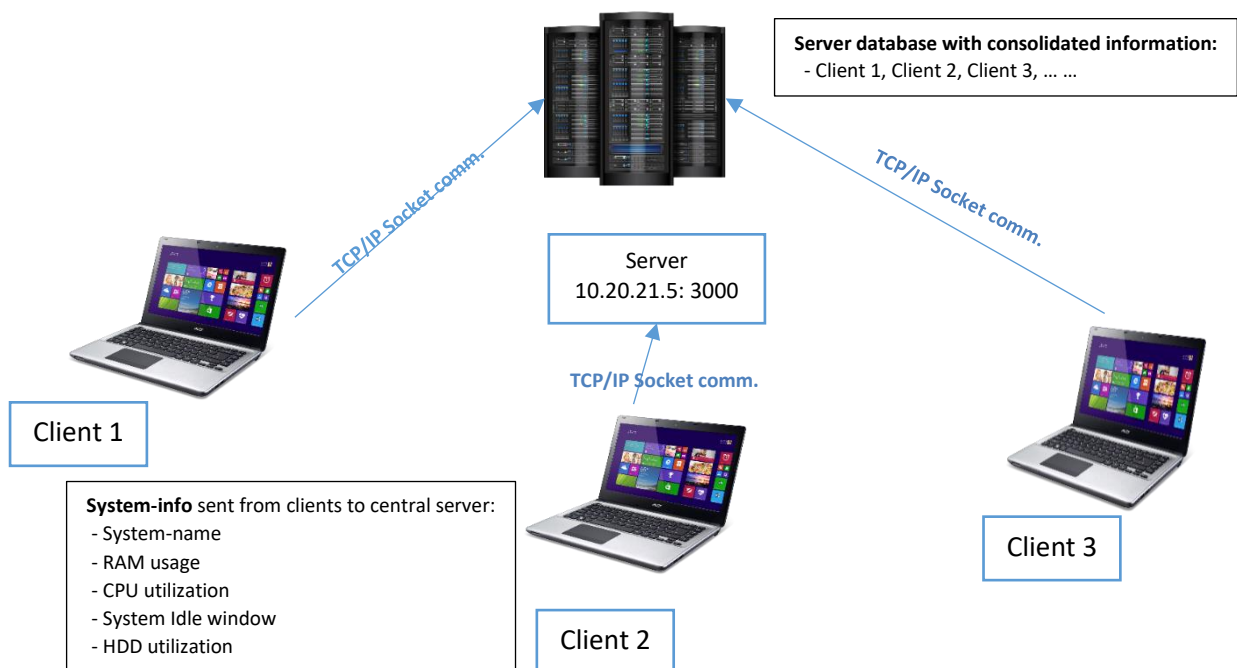 Server database with consolidated information:
- Client 1, Client 2, Client 3, … …
TCP/IP Socket comm.
TCP/IP Socket comm.
Server
10.20.21.5: 3000
TCP/IP Socket comm.
Client 1
System-info sent from clients to central server:
- System-name
- RAM usage
- CPU utilization
- System Idle window
- HDD utilization
Client 2
Client 3